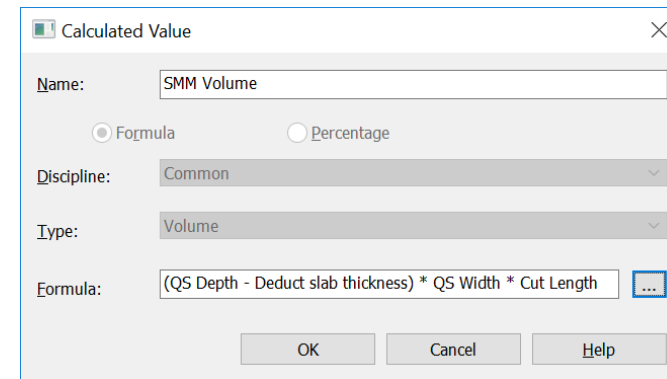 Calculated Value
Name: SMM Volume
Formula Percentage
Discipline: Common
Type: Volume
Formula: (QS Depth - Deduct slab thickness) * QS Width * Cut Length ...
OK Cancel Help